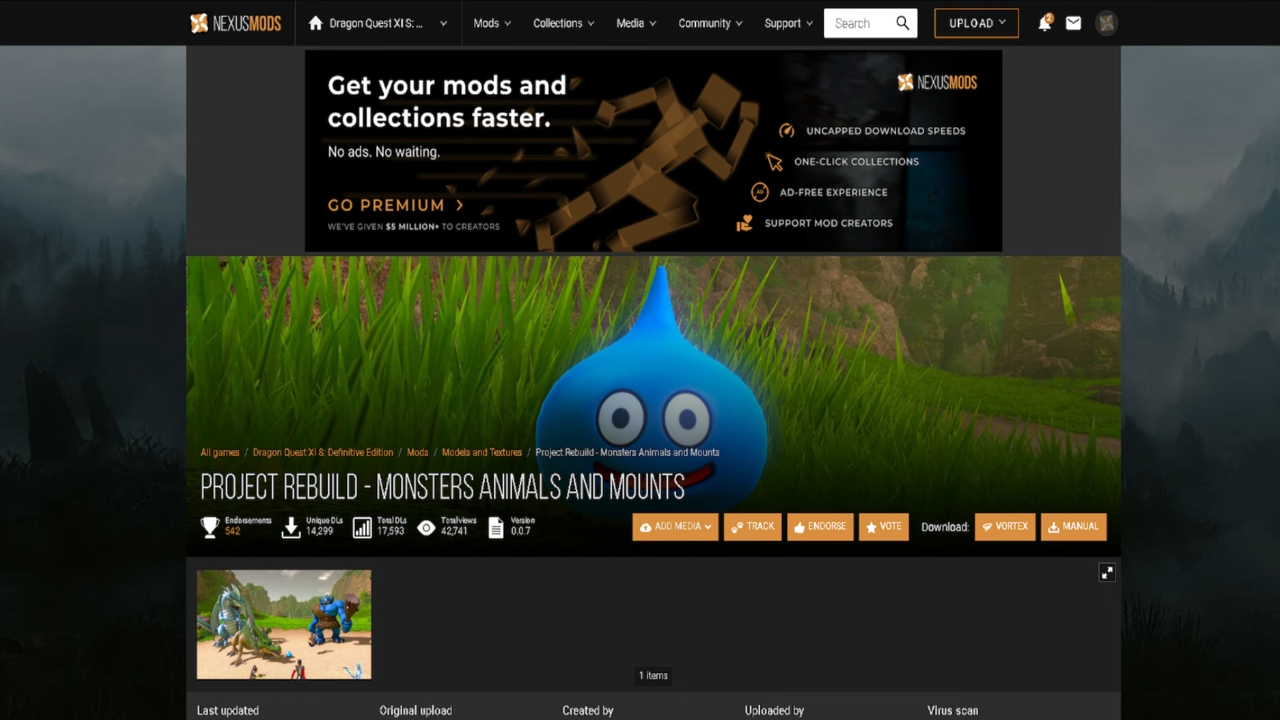 NEXUSMODS
Dragon Quest XI S: ...
Mods
Collections
Media
Community
Support
Search
UPLOAD
2
Get your mods and
collections faster.
No ads. No waiting.
GO PREMIUM
WE'VE GIVEN $5 MILLION+ TO CREATORS
NEXUSMODS
UNCAPPED DOWNLOAD SPEEDS
ONE-CLICK COLLECTIONS
AD
AD-FREE EXPERIENCE
SUPPORT MOD CREATORS
All games / Dragon Quest XI S: Definitive Edition / Mods / Models and Textures / Project Rebuild - Monsters Animals and Mounts
PROJECT REBUILD - MONSTERS ANIMALS AND MOUNTS
Endorsements
542
Unique DLs
14,299
Total DLs
17,593
Total views
42,741
Version
0.0.7
ADD MEDIA
TRACK
ENDORSE
VOTE
Download:
VORTEX
MANUAL
1 items
Last updated
Original upload
Created by
Uploaded by
Virus scan